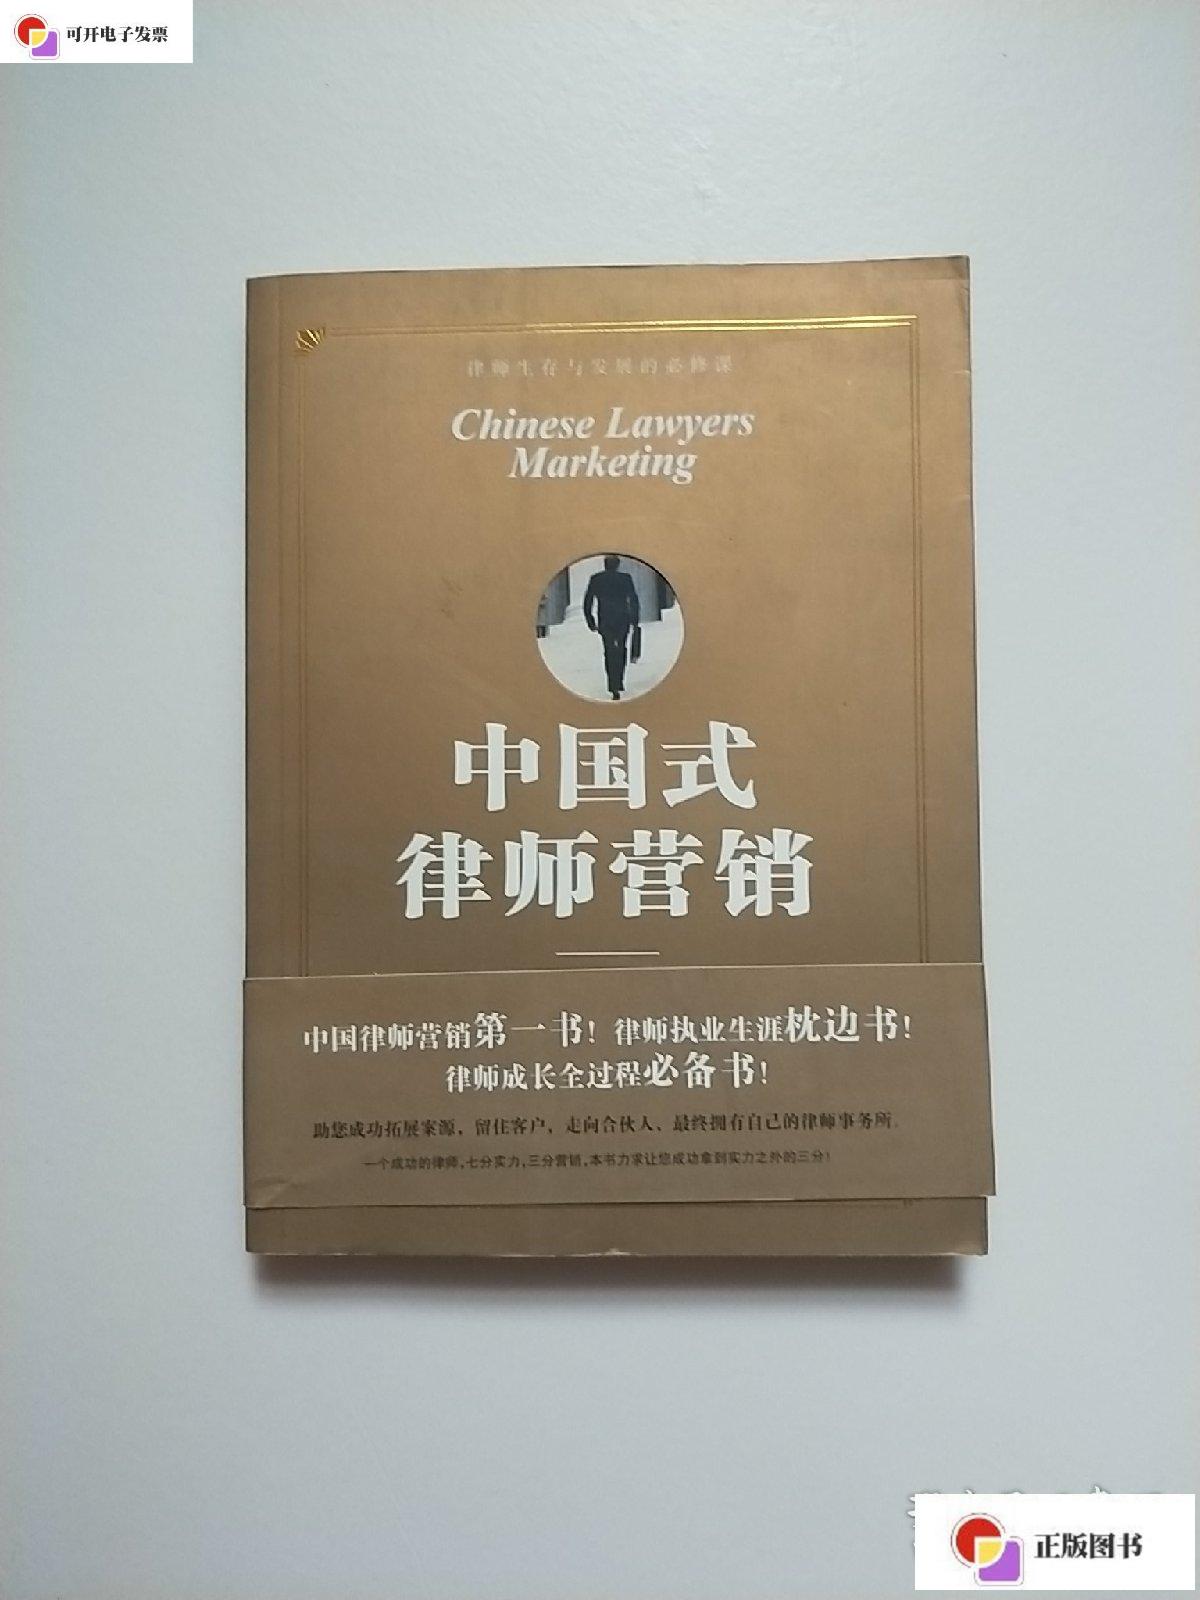 可开电子发票
律师生存与发展的必修课
Chinese Lawyers
Marketing
中国式
律师营销
中国律师营销第一书！律师执业生涯枕边书！
律师成长全过程必备书！
助您成功拓展案源，留住客户，走向合伙人、最终拥有自己的律师事务所。
一个成功的律师，七分实力，三分营销，本书力求让您成功拿到实力之外的三分！
正版图书